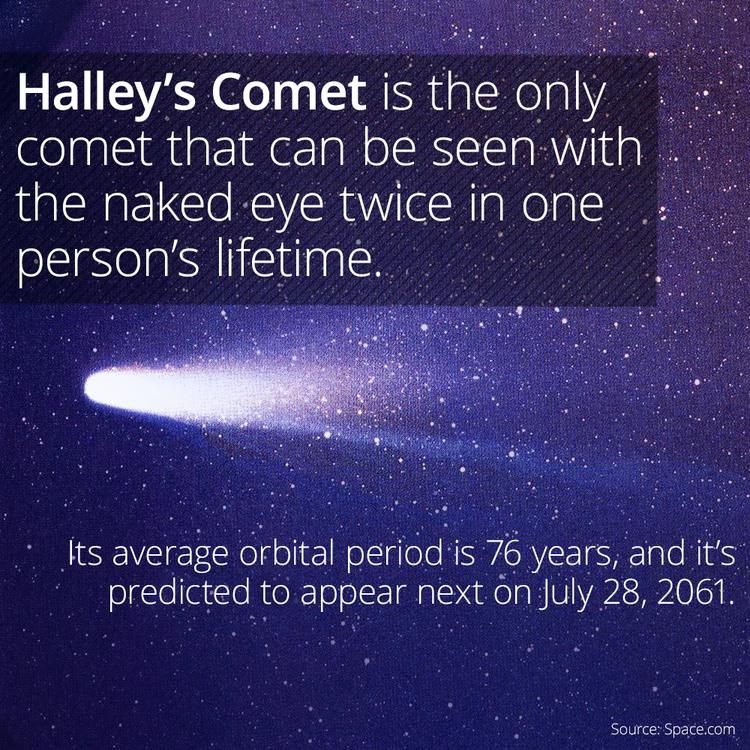 Halley’s Comet is the only
comet that can be seen with
the naked eye twice in one
person’s lifetime.
Its average orbital period is 76 years, and it’s
predicted to appear next on July 28, 2061.
Source: Space.com